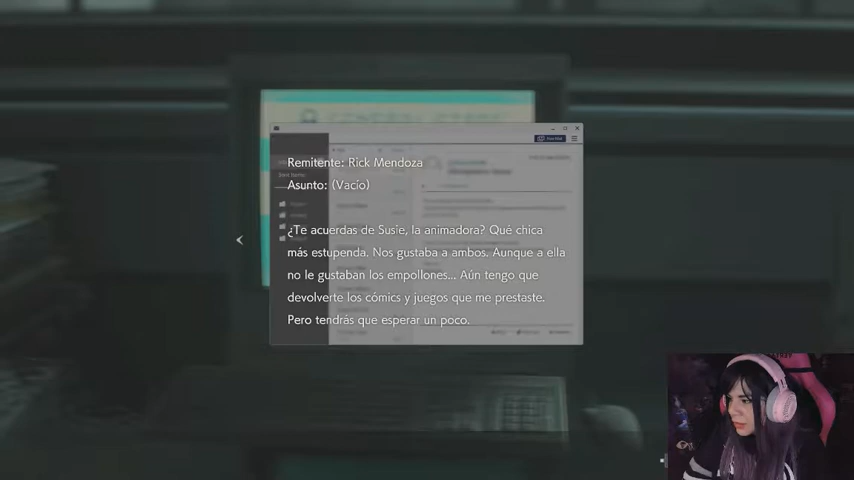 Remitente: Rick Mendoza
Asunto: (Vacío)
¿Te acuerdas de Susie, la animadora? Qué chica
más estupenda. Nos gustaba a ambos. Aunque a ella
no le gustaban los empollones... Aún tengo que
devolverte los cómics y juegos que me prestaste.
Pero tendrás que esperar un poco.